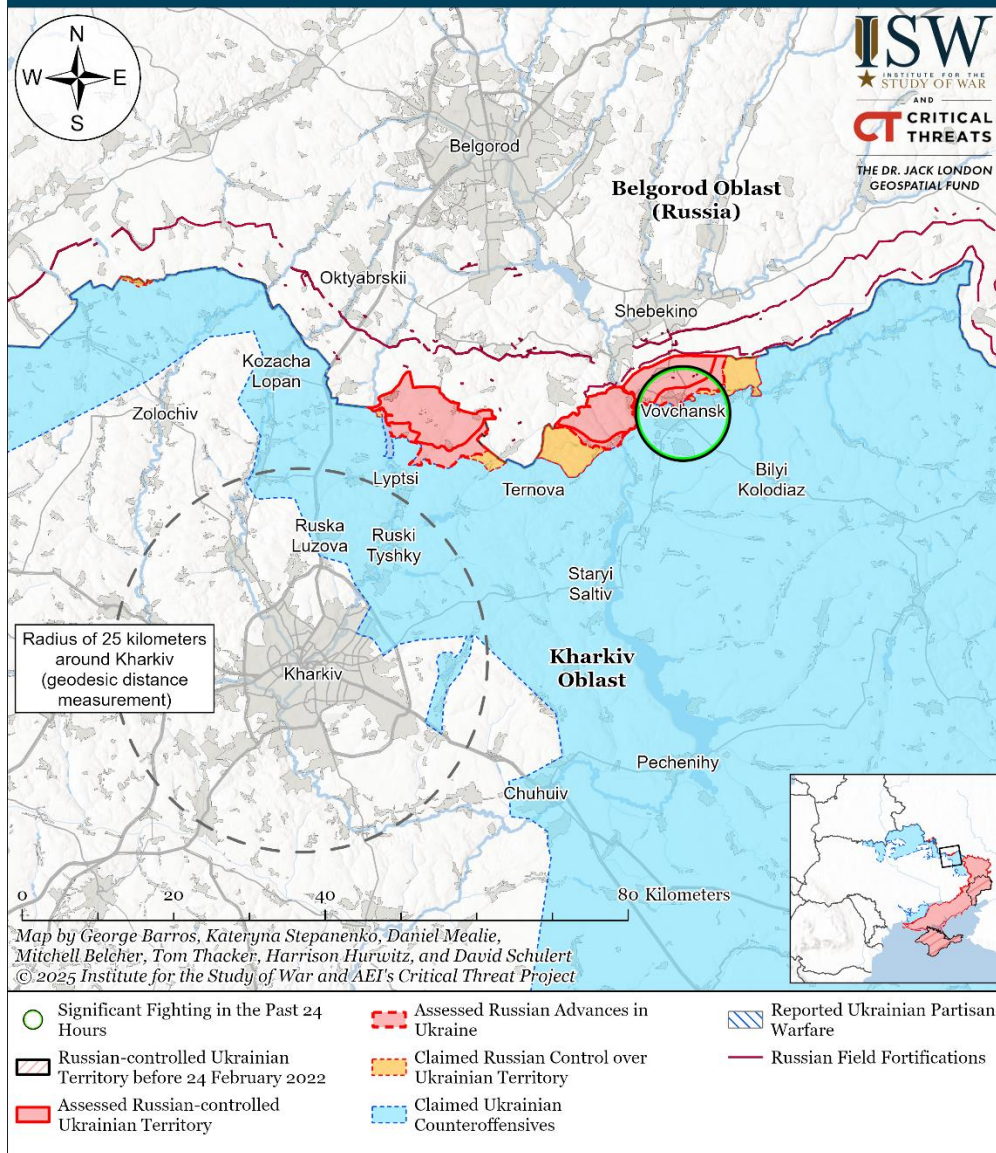 N
W
E
S
ISW
INSTITUTE FOR THE
STUDY OF WAR
AND
CT CRITICAL
THREATS
THE DR. JACK LONDON
GEOSPATIAL FUND
Belgorod
Belgorod Oblast
(Russia)
Oktyabrskii
Shebekino
Kozacha
Lopan
Zolochiv
Vovchansk
Lyptsi
Ternova
Bilyi
Kolodiaz
Ruska
Luzova
Ruski
Tyshky
Staryi
Saltiv
Radius of 25 kilometers
around Kharkiv
(geodesic distance
measurement)
Kharkiv
Kharkiv
Oblast
Pechenihy
Chuhuiv
0 20 40 80 Kilometers
Map by George Barros, Kateryna Stepanenko, Daniel Mealie,
Mitchell Belcher, Tom Thacker, Harrison Hurwitz, and David Schulert
© 2025 Institute for the Study of War and AEI's Critical Threat Project
Significant Fighting in the Past 24
Hours
Russian-controlled Ukrainian
Territory before 24 February 2022
Assessed Russian-controlled
Ukrainian Territory
Assessed Russian Advances in
Ukraine
Claimed Russian Control over
Ukrainian Territory
Claimed Ukrainian
Counteroffensives
Reported Ukrainian Partisan
Warfare
Russian Field Fortifications